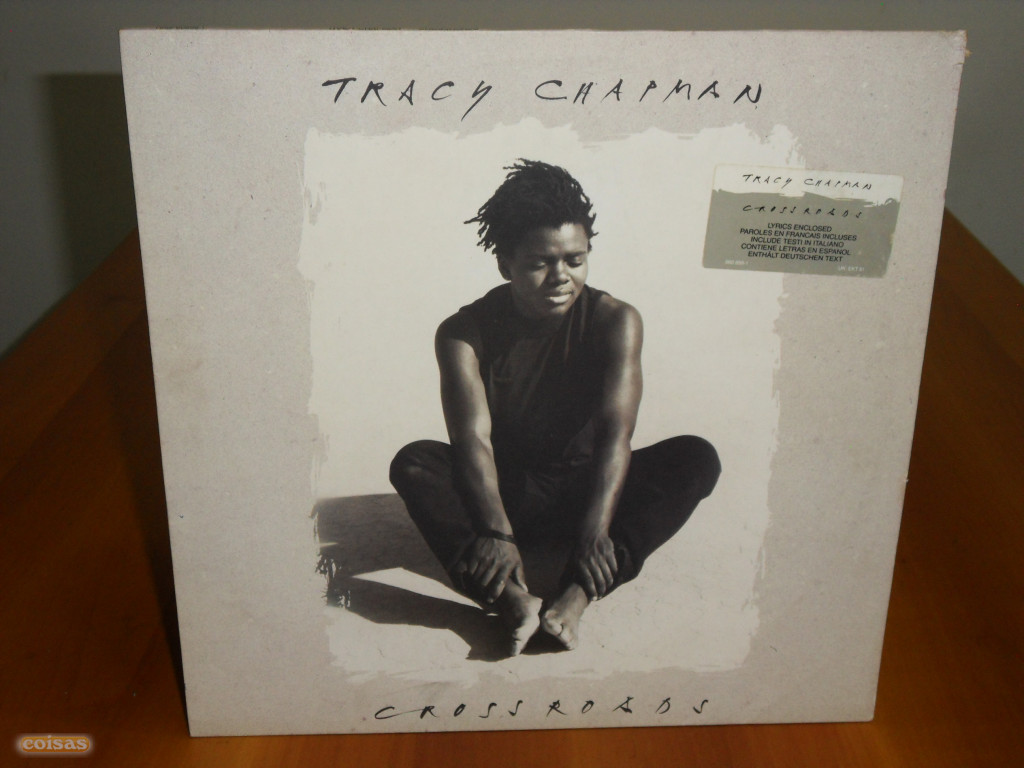 TRACY CHAPMAN
TRACY CHAPMAN
CROSSROADS
LYRICS ENCLOSED
PAROLES EN FRANCAIS INCLUSES
INCLUDE TESTI IN ITALIANO
CONTIENE LETRAS EN ESPAÑOL
ENTHÄLT DEUTSCHEN TEXT
CROSSROADS
coisas